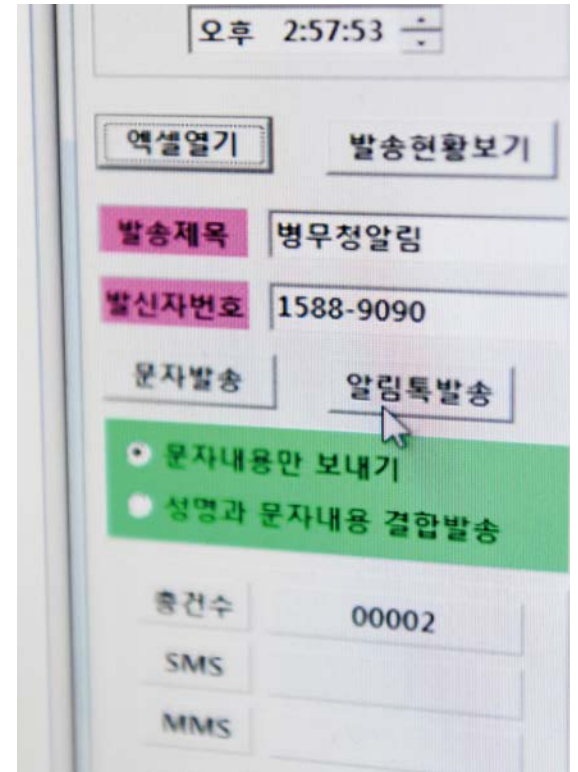 오후 2:57:53
엑셀열기 발송현황보기
발송제목 병무청알림
발신자번호 1588-9090
문자발송 알림톡발송
문자내용만 보내기
성명과 문자내용 결합발송
총건수 00002
SMS
MMS